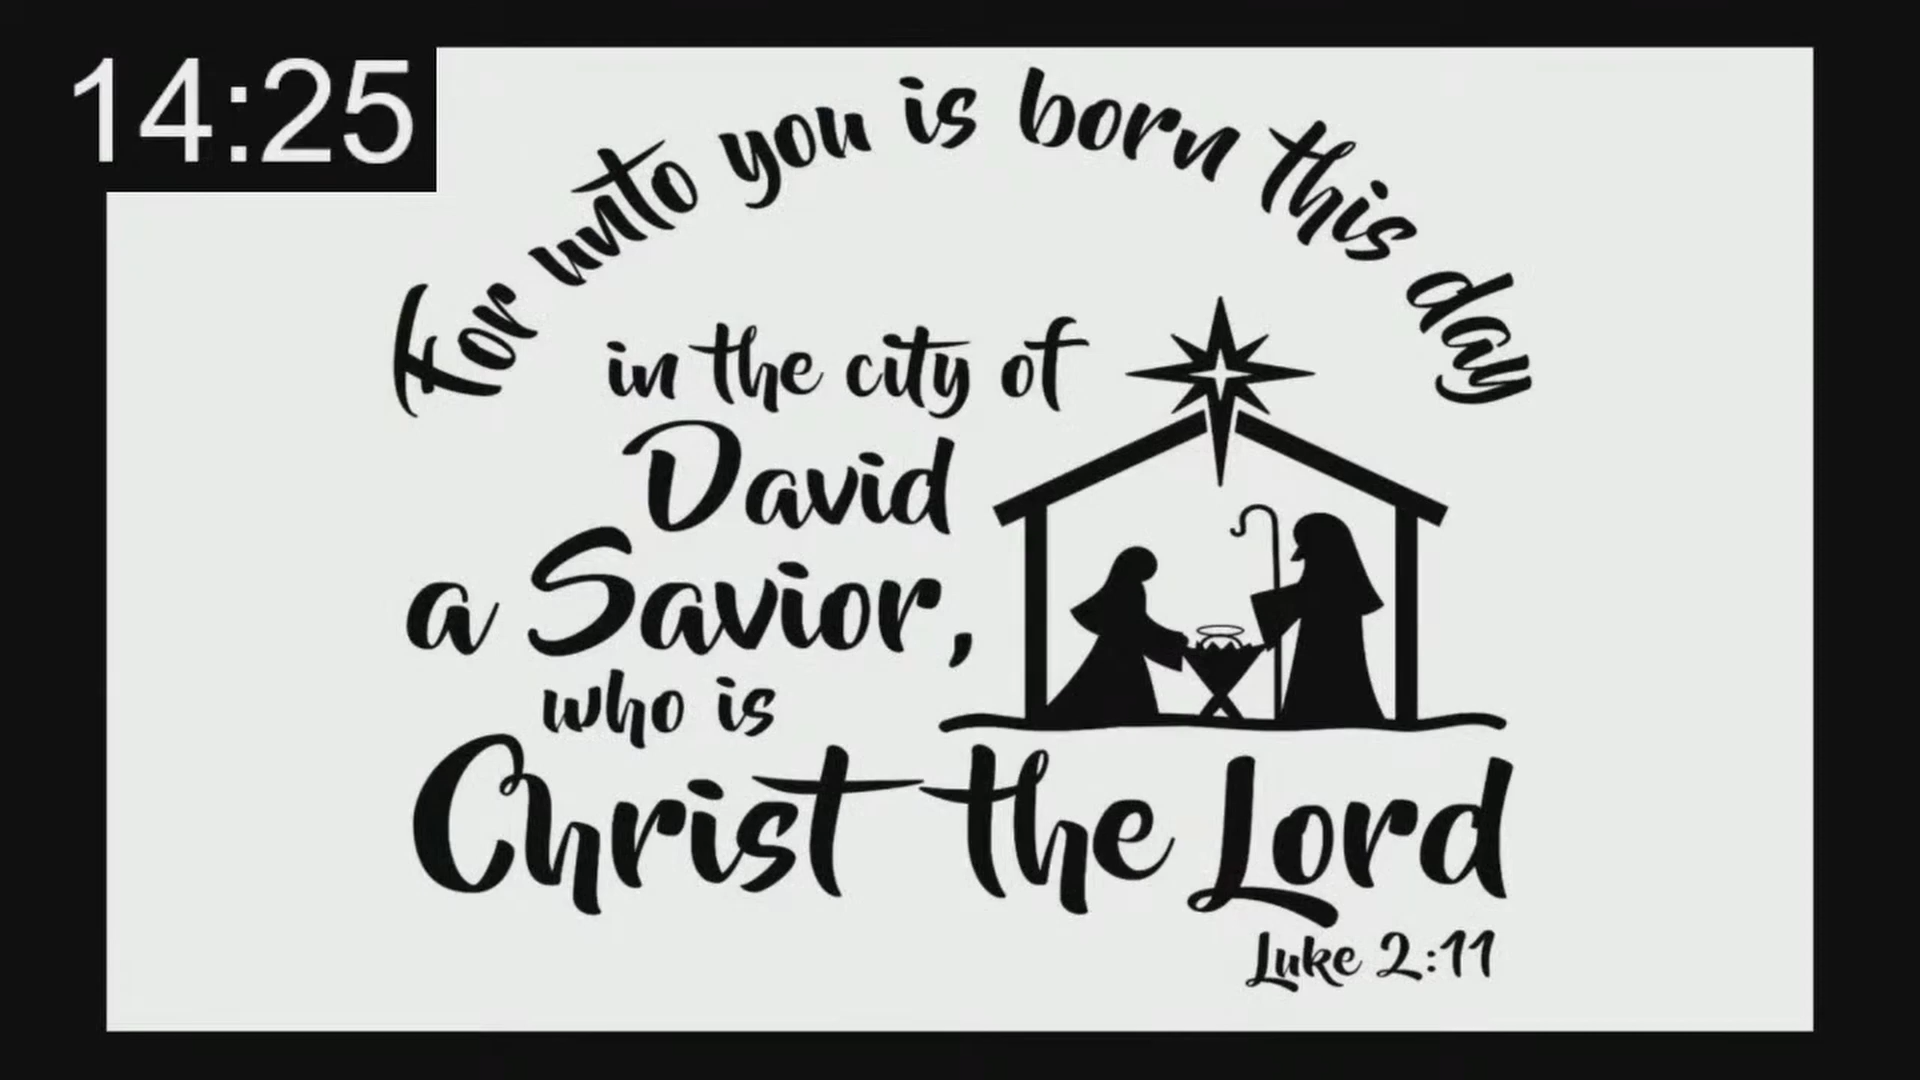 14:25
For unto you is born this day
in the city of
David
a Savior,
who is
Christ the Lord
Luke 2:11